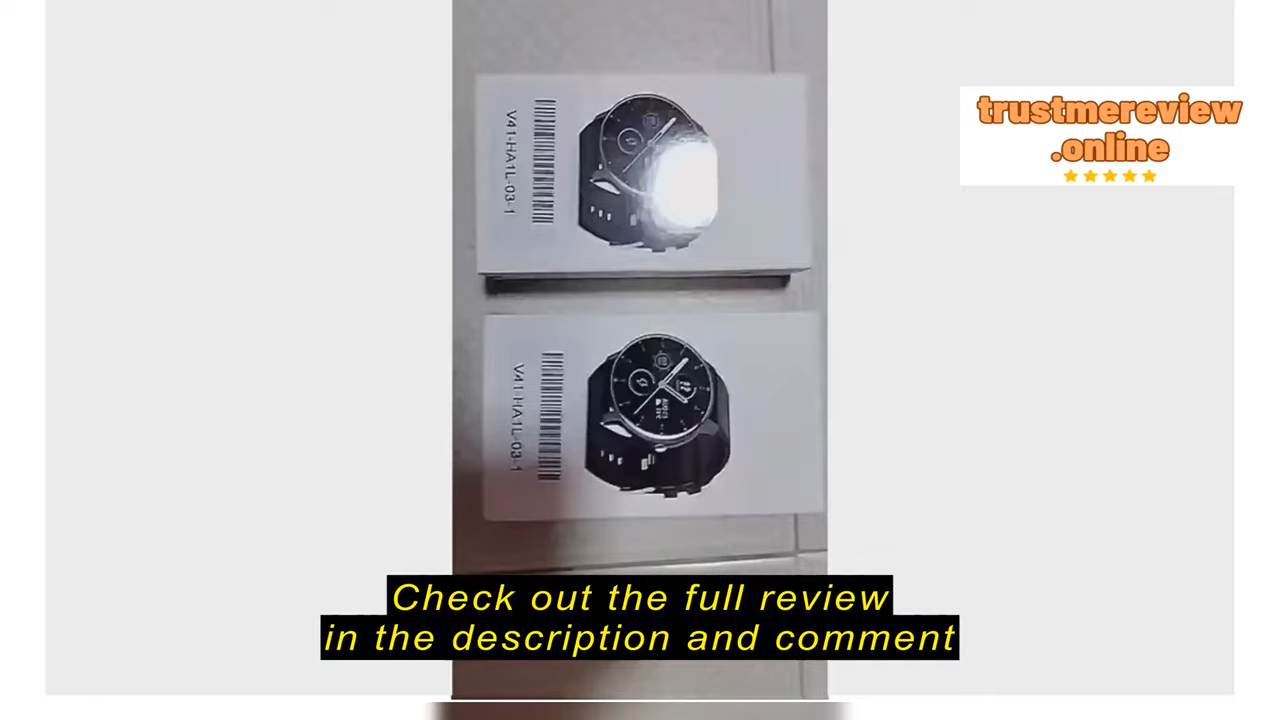 trustmereview
.online
V41-HA1L-03-1
V41-HA1L-03-1
Check out the full review
in the description and comment